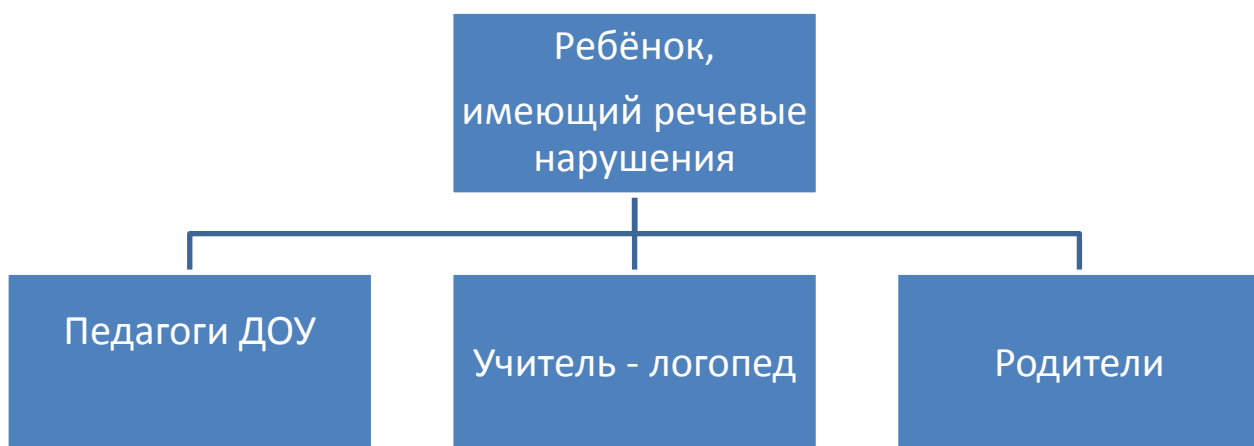 Ребёнок,
имеющий речевые
нарушения
Педагоги ДОУ
Учитель - логопед
Родители